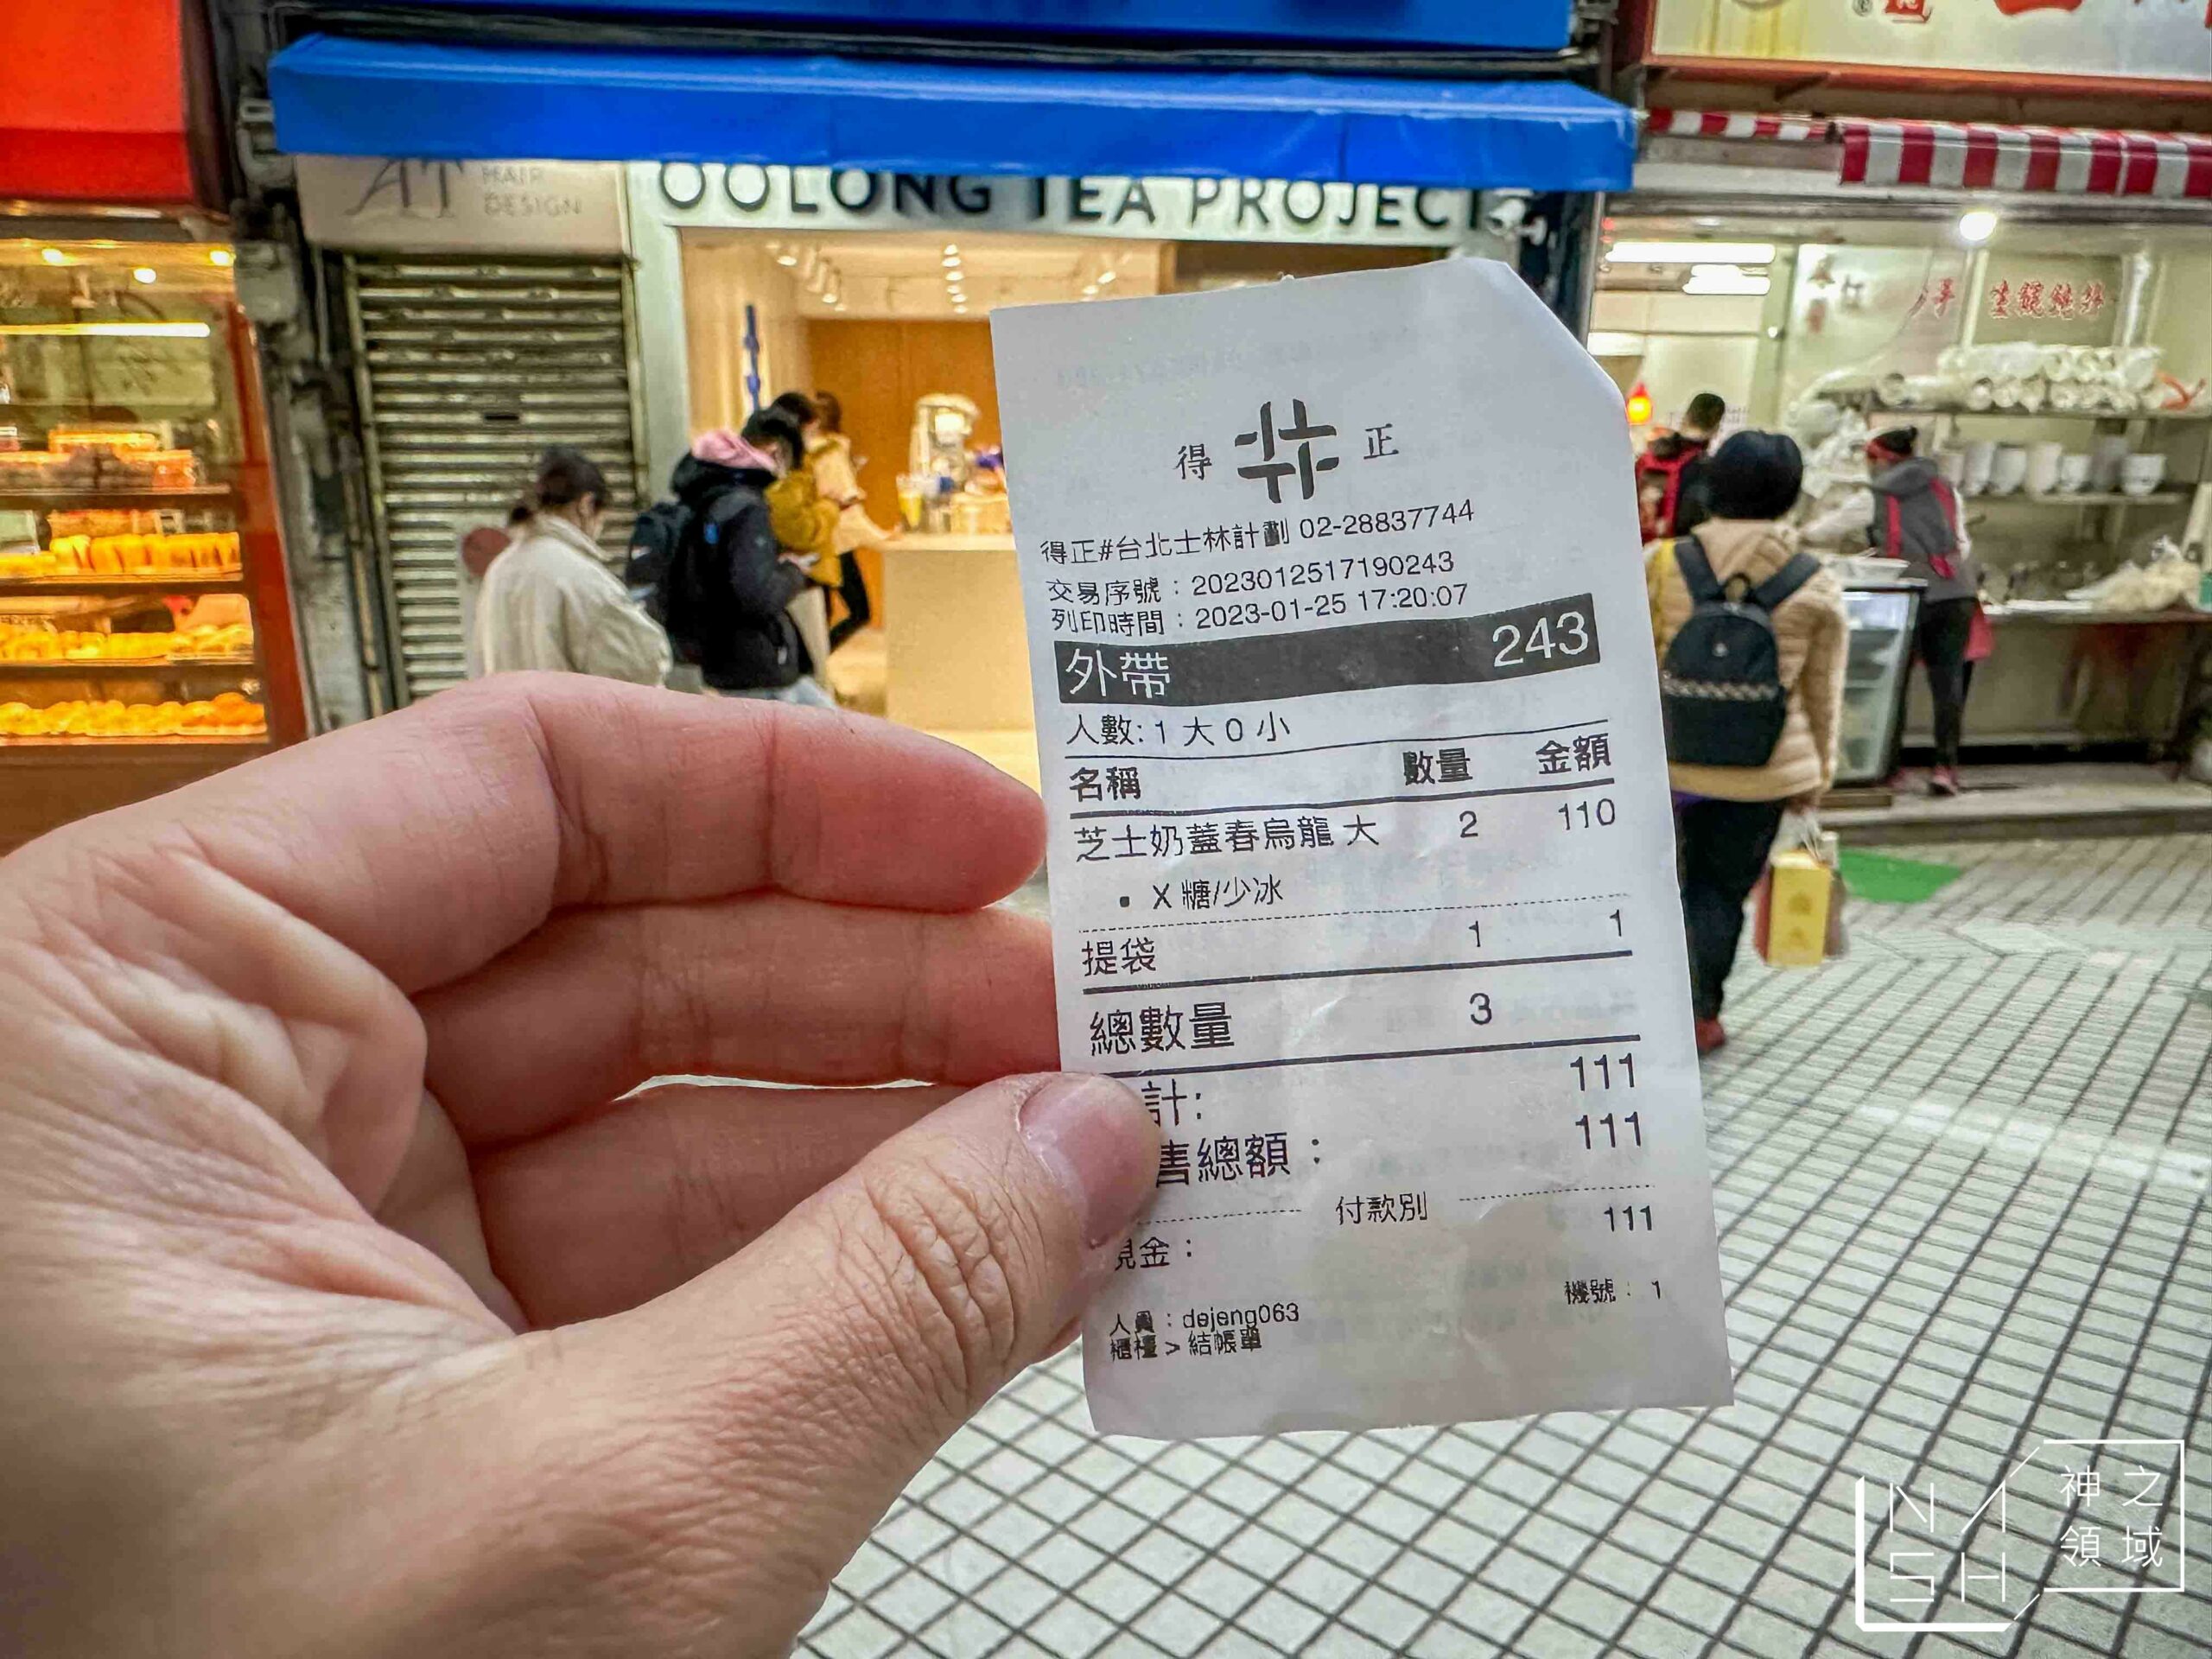 AT HAIR
DESIGN
OOLONG TEA PROJECT
得 正
得正#台北士林計劃 02-28837744
交易序號：2023012517190243
列印時間：2023-01-25 17:20:07
外帶 243
人數: 1 大 0 小
名稱 數量 金額
芝士奶蓋春烏龍 大 2 110
▪ X 糖/少冰
提袋 1 1
總數量 3
計: 111
售總額： 111
付款別
現金： 111
機號： 1
人員：dejeng063
櫃檯 > 結帳單
NASH
神之
領域